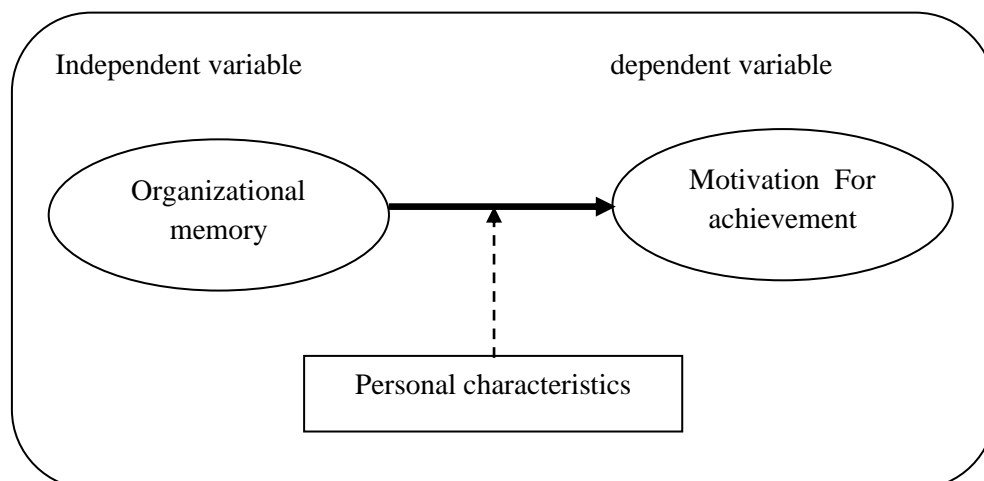 Independent variable
dependent variable
Organizational
memory
Motivation For
achievement
Personal characteristics